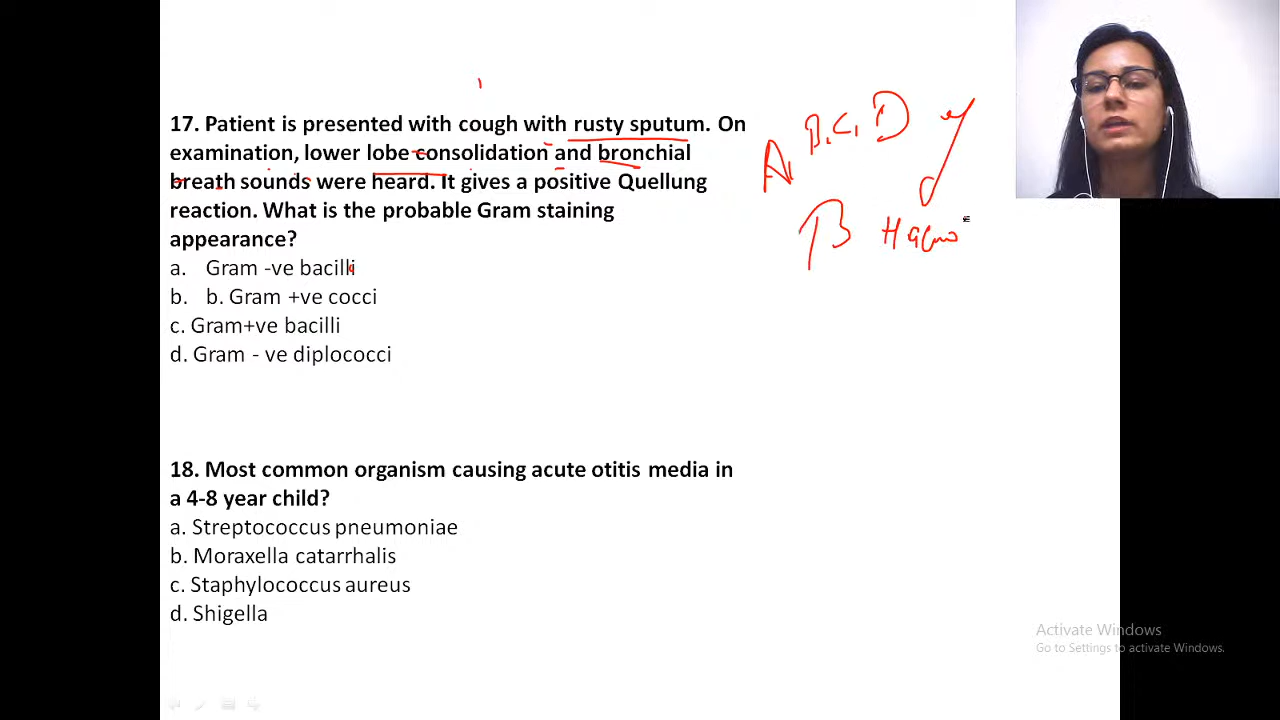 17. Patient is presented with cough with rusty sputum. On
examination, lower lobe consolidation and bronchial
breath sounds were heard. It gives a positive Quellung
reaction. What is the probable Gram staining
appearance?
a. Gram -ve bacilli
b. b. Gram +ve cocci
c. Gram+ve bacilli
d. Gram - ve diplococci
A, B, C, D
B
18. Most common organism causing acute otitis media in
a 4-8 year child?
a. Streptococcus pneumoniae
b. Moraxella catarrhalis
c. Staphylococcus aureus
d. Shigella
Activate Windows
Go to Settings to activate Windows.